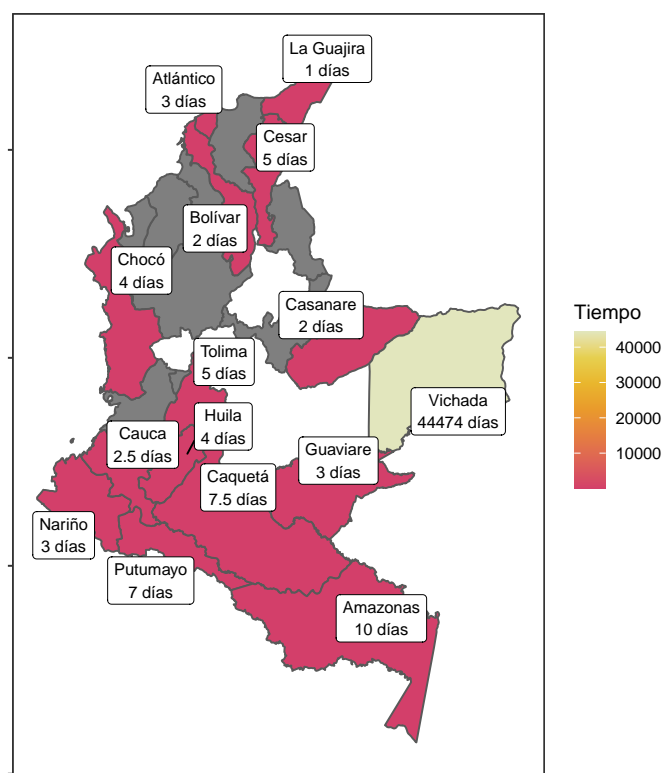 La Guajira
1 días
Atlántico
3 días
Cesar
5 días
Bolívar
2 días
Chocó
4 días
Casanare
2 días
Tolima
5 días
Vichada
44474 días
Huila
4 días
Cauca
2.5 días
Guaviare
3 días
Caquetá
7.5 días
Nariño
3 días
Putumayo
7 días
Amazonas
10 días
Tiempo
40000
30000
20000
10000